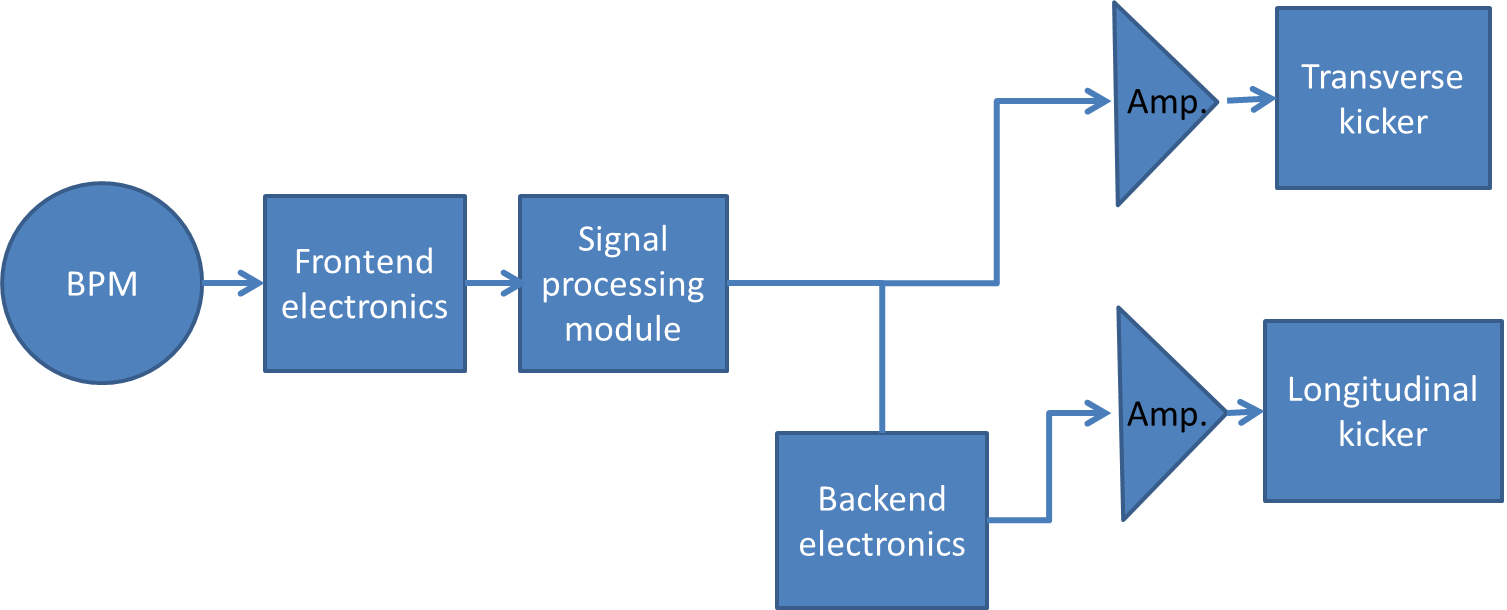 BPM
Frontend
electronics
Signal
processing
module
Amp.
Transverse
kicker
Backend
electronics
Amp.
Longitudinal
kicker